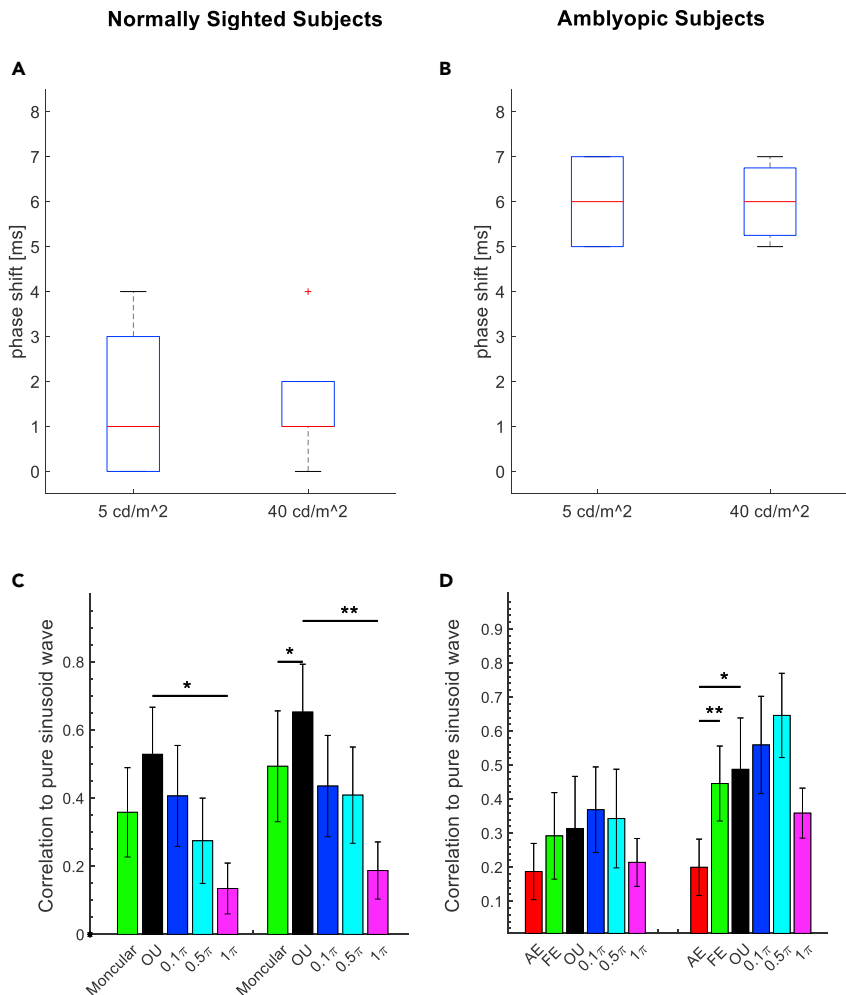 Normally Sighted Subjects
Amblyopic Subjects
A
B
phase shift [ms]
8
7
6
5
4
3
2
1
0
5 cd/m^2
40 cd/m^2
phase shift [ms]
8
7
6
5
4
3
2
1
0
5 cd/m^2
40 cd/m^2
C
D
Correlation to pure sinusoid wave
0.8
0.6
0.4
0.2
0
*
*
**
Moncular
OU
0.1π
0.5π
1π
Moncular
OU
0.1π
0.5π
1π
Correlation to pure sinusoid wave
0.9
0.8
0.7
0.6
0.5
0.4
0.3
0.2
0.1
*
**
AE
FE
OU
0.1π
0.5π
1π
AE
FE
OU
0.1π
0.5π
1π